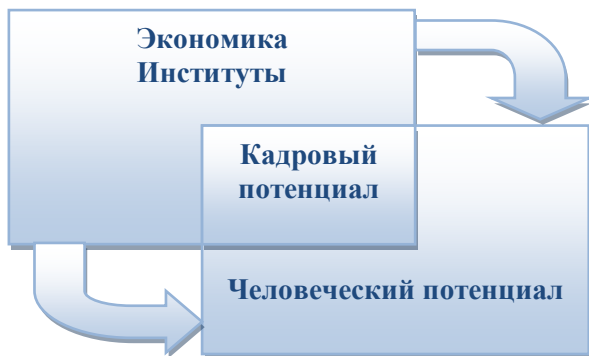 Экономика
Институты
Кадровый
потенциал
Человеческий потенциал